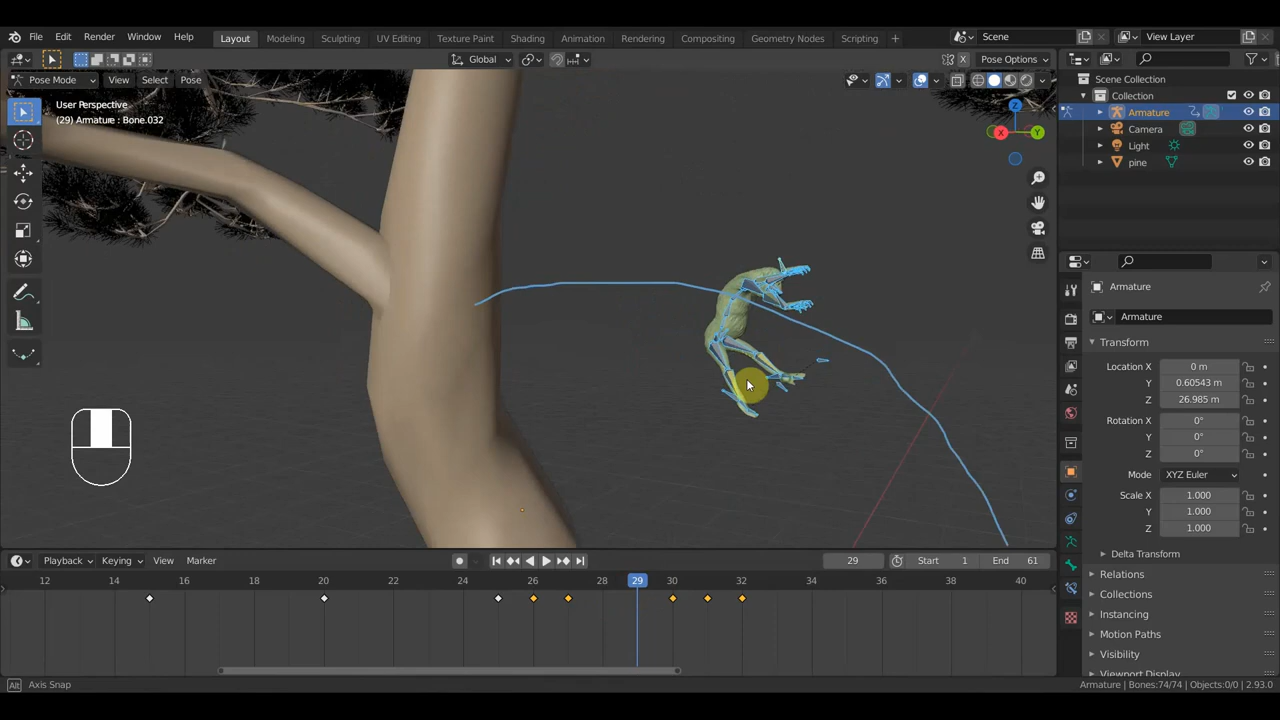 File Edit Render Window Help Layout Modeling Sculpting UV Editing Texture Paint Shading Animation Rendering Compositing Geometry Nodes Scripting + Scene View Layer
Global X Pose Options
Pose Mode View Select Pose
User Perspective
(29) Armature : Bone.032
Z
X Y
Scene Collection
Collection
Armature
Camera
Light
pine
Armature
Armature
Transform
Location X 0 m
Y 0.60543 m
Z 26.985 m
Rotation X 0°
Y 0°
Z 0°
Mode XYZ Euler
Scale X 1.000
Y 1.000
Z 1.000
Delta Transform
Relations
Collections
Instancing
Motion Paths
Visibility
Viewport Display
Playback Keying View Marker 29 Start 1 End 61
12 14 16 18 20 22 24 26 28 29 30 32 34 36 38 40
Alt Axis Snap Armature | Bones:74/74 | Objects:0/0 | 2.93.0